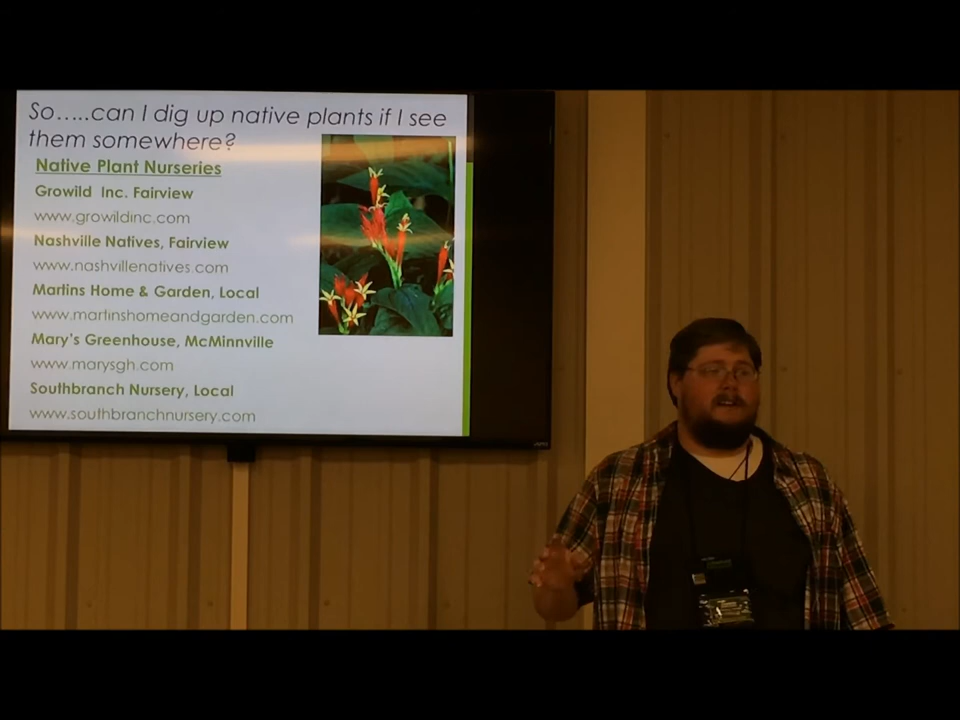 So.....can I dig up native plants if I see
them somewhere?
Native Plant Nurseries
Growild Inc. Fairview
www.growildinc.com
Nashville Natives, Fairview
www.nashvillenatives.com
Martins Home & Garden, Local
www.martinshomeandgarden.com
Mary's Greenhouse, McMinnville
www.marysgh.com
Southbranch Nursery, Local
www.southbranchnursery.com